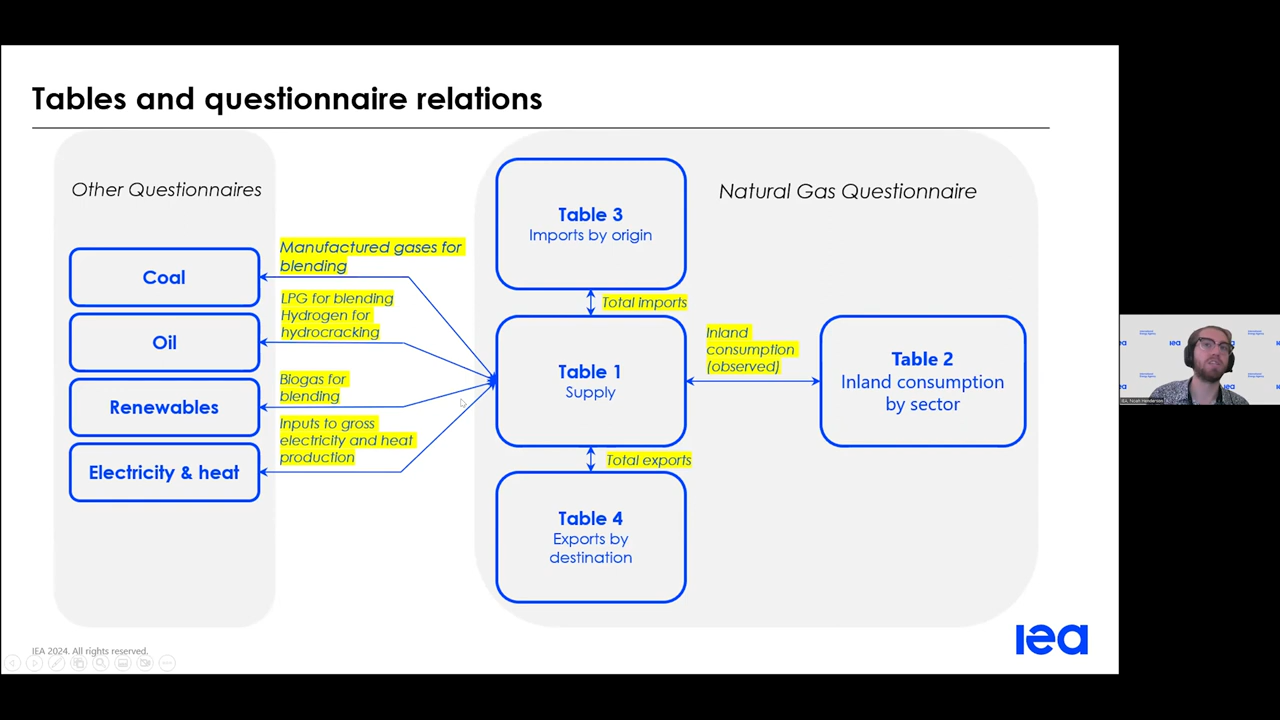 Tables and questionnaire relations
Other Questionnaires
Coal
Oil
Renewables
Electricity & heat
Manufactured gases for
blending
LPG for blending
Hydrogen for
hydrocracking
Biogas for
blending
Inputs to gross
electricity and heat
production
Natural Gas Questionnaire
Table 3
Imports by origin
Total imports
Table 1
Supply
Inland
consumption
(observed)
Table 2
Inland consumption
by sector
Total exports
Table 4
Exports by
destination
IEA 2024. All rights reserved.
iea
iea